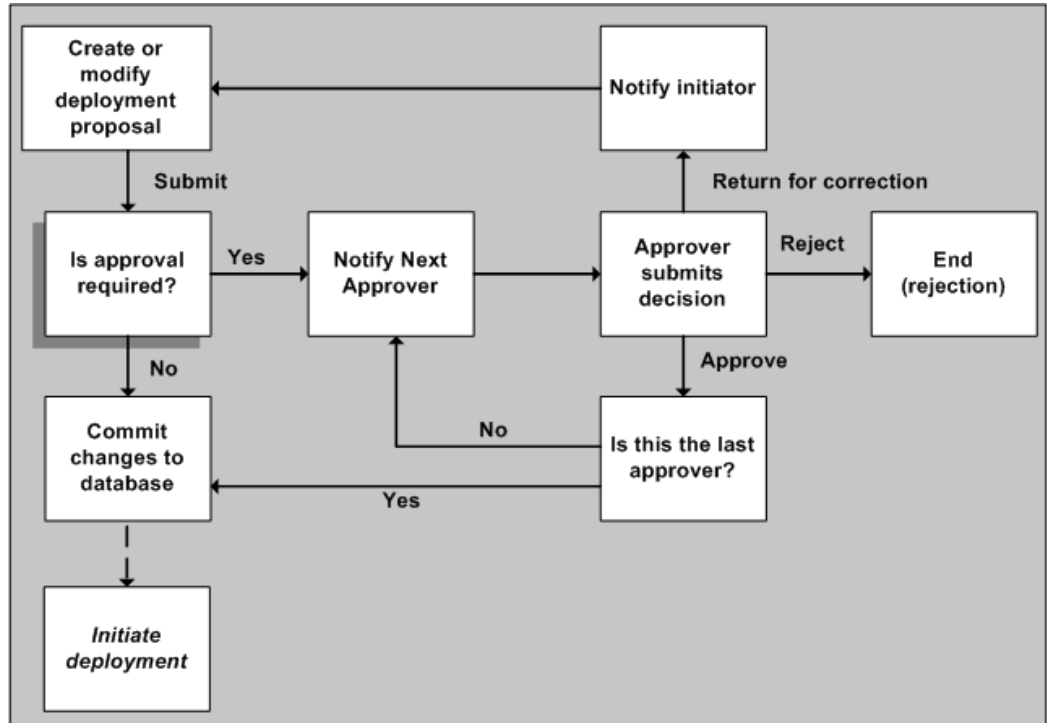 Create or
modify
deployment
proposal
Notify initiator
Submit
Return for correction
Is approval
required?
Yes
Notify Next
Approver
Approver
submits
decision
Reject
End
(rejection)
No
Approve
Commit
changes to
database
No
Is this the last
approver?
Yes
Initiate
deployment